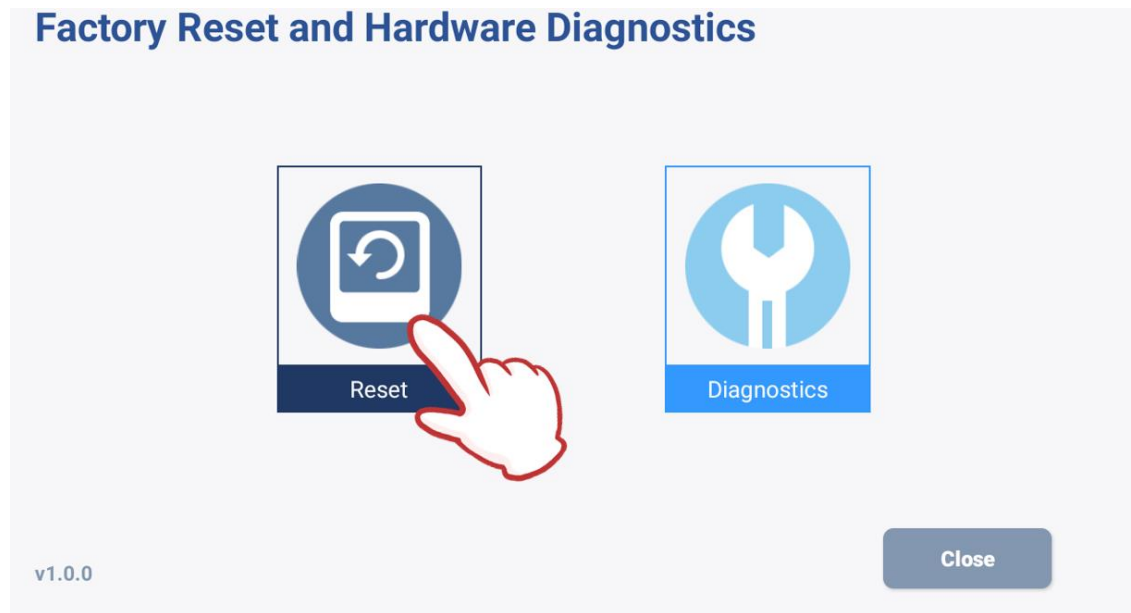 Factory Reset and Hardware Diagnostics
Reset
Diagnostics
Close
v1.0.0